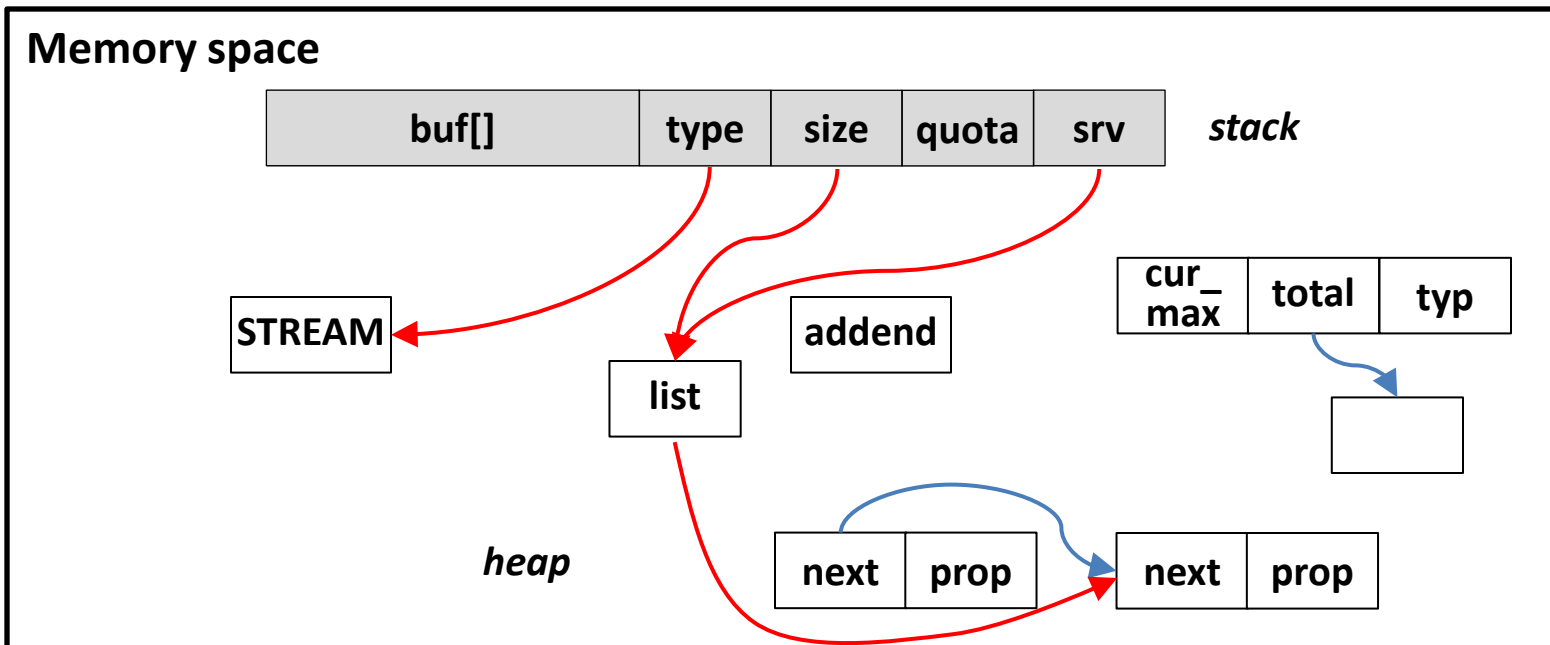 Memory space
buf[] type size quota srv stack
cur_
max total typ
STREAM addend
list
heap next prop next prop